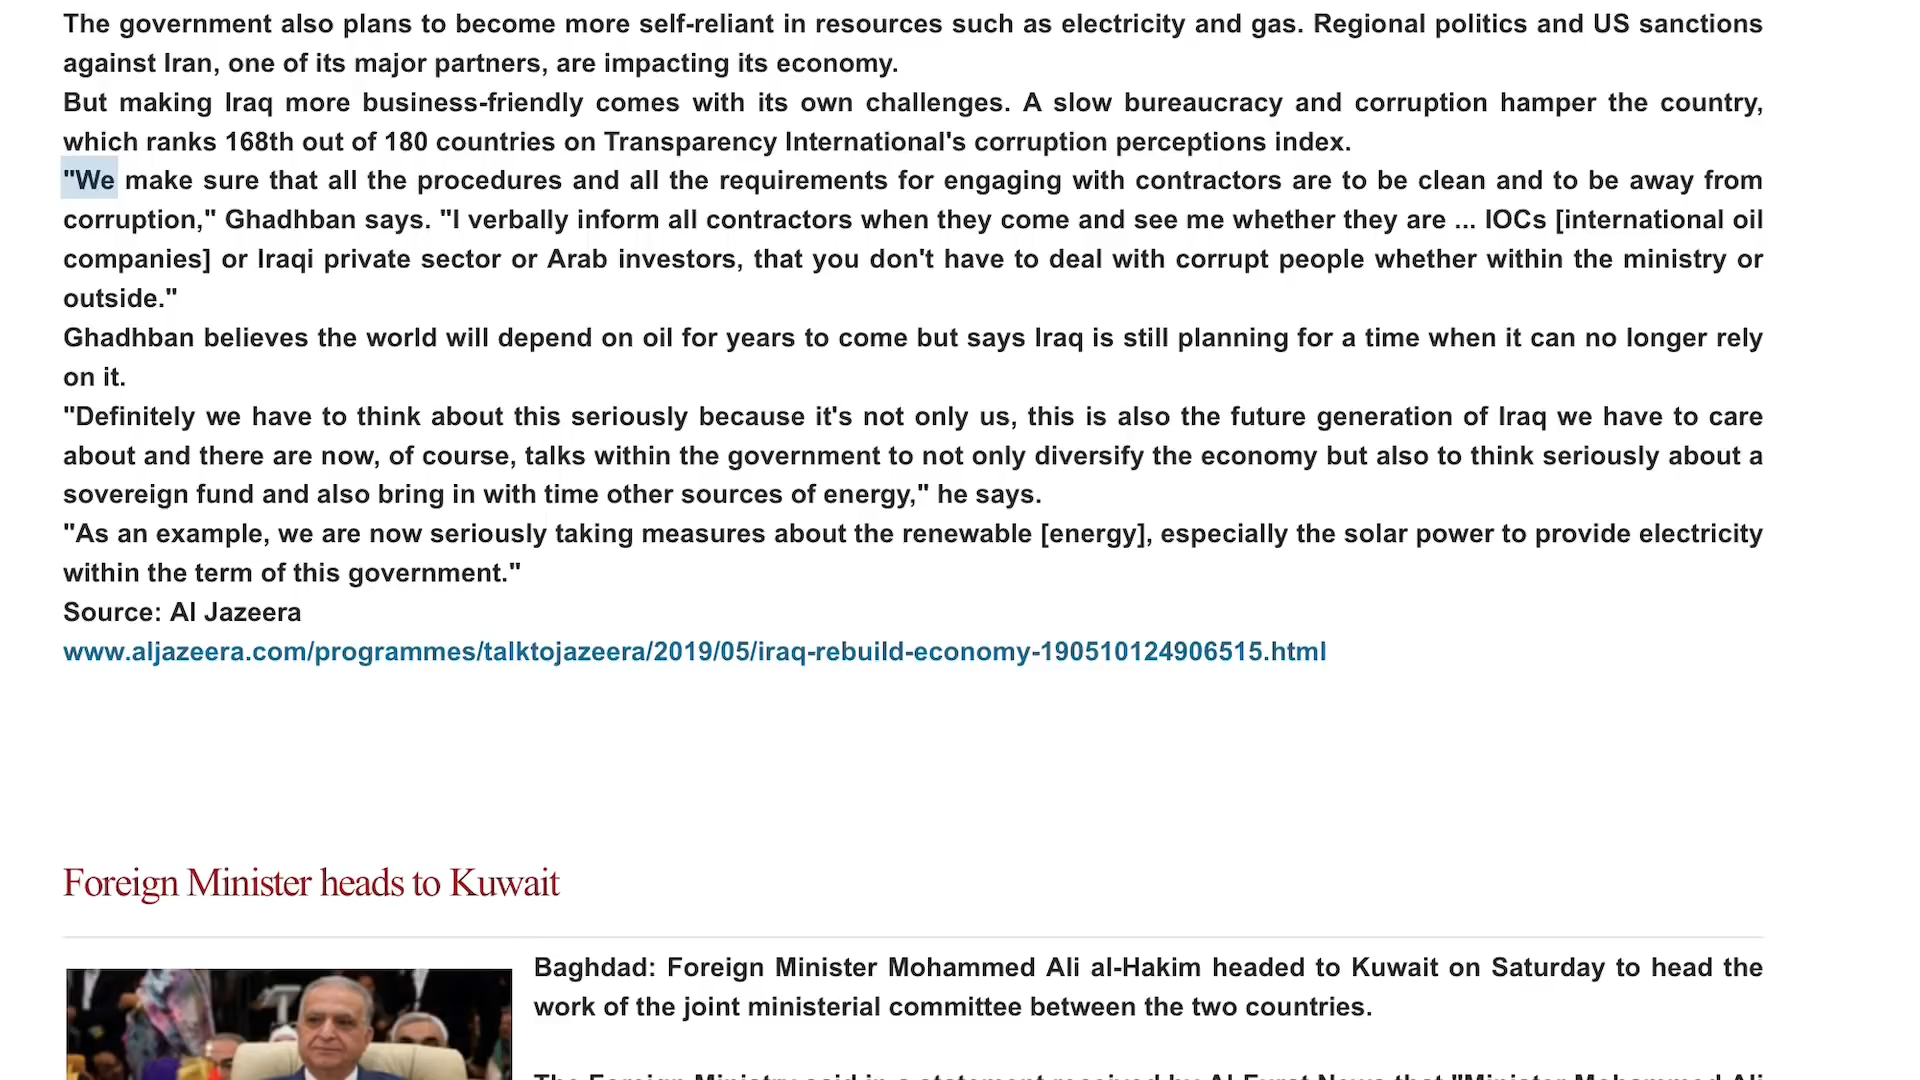 The government also plans to become more self-reliant in resources such as electricity and gas. Regional politics and US sanctions
against Iran, one of its major partners, are impacting its economy.
But making Iraq more business-friendly comes with its own challenges. A slow bureaucracy and corruption hamper the country,
which ranks 168th out of 180 countries on Transparency International's corruption perceptions index.
"We make sure that all the procedures and all the requirements for engaging with contractors are to be clean and to be away from
corruption," Ghadhban says. "I verbally inform all contractors when they come and see me whether they are ... IOCs [international oil
companies] or Iraqi private sector or Arab investors, that you don't have to deal with corrupt people whether within the ministry or
outside."
Ghadhban believes the world will depend on oil for years to come but says Iraq is still planning for a time when it can no longer rely
on it.
"Definitely we have to think about this seriously because it's not only us, this is also the future generation of Iraq we have to care
about and there are now, of course, talks within the government to not only diversify the economy but also to think seriously about a
sovereign fund and also bring in with time other sources of energy," he says.
"As an example, we are now seriously taking measures about the renewable [energy], especially the solar power to provide electricity
within the term of this government."
Source: Al Jazeera
www.aljazeera.com/programmes/talktojazeera/2019/05/iraq-rebuild-economy-190510124906515.html
Foreign Minister heads to Kuwait
Baghdad: Foreign Minister Mohammed Ali al-Hakim headed to Kuwait on Saturday to head the
work of the joint ministerial committee between the two countries.
The Foreign Ministry said in a statement received by Al-Furat News that "Minister Mohammed Ali